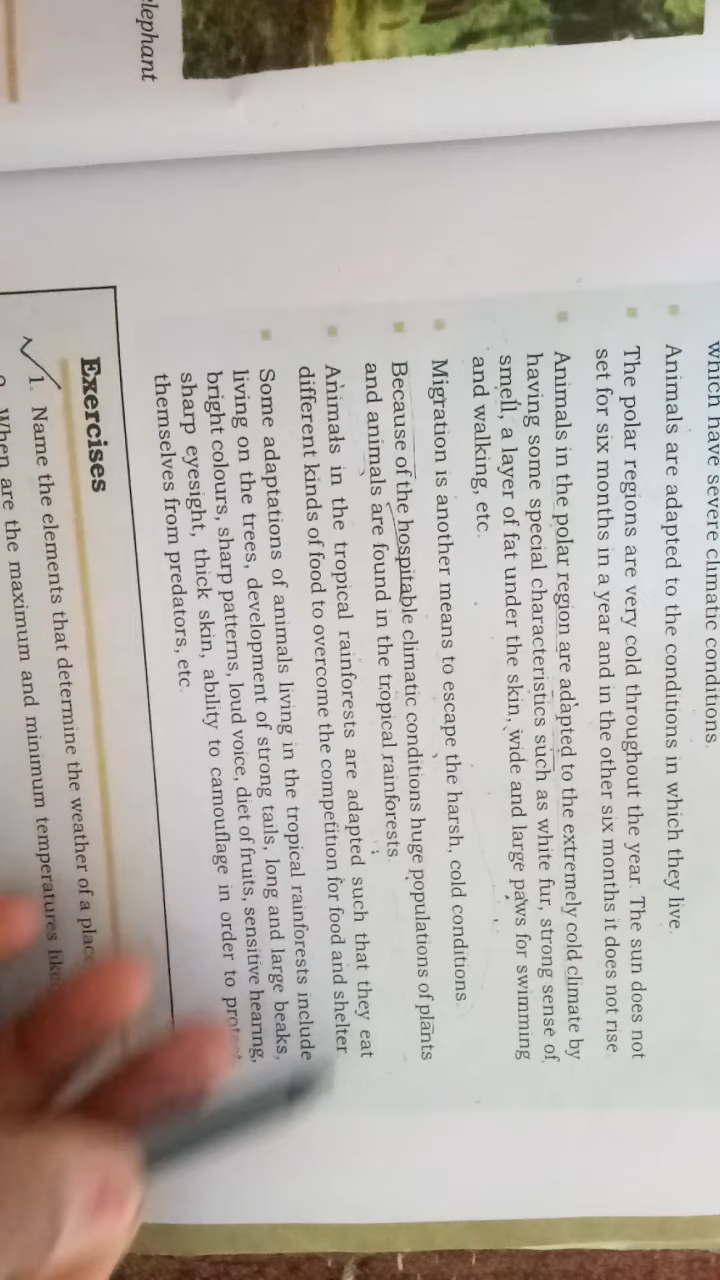 elephant
which have severe climatic conditions.
Animals are adapted to the conditions in which they live.
The polar regions are very cold throughout the year. The sun does not
set for six months in a year and in the other six months it does not rise
Animals in the polar region are adapted to the extremely cold climate by
having some special characteristics such as white fur, strong sense of
smell, a layer of fat under the skin, wide and large paws for swimming
and walking, etc.
Migration is another means to escape the harsh, cold conditions.
Because of the hospitable climatic conditions huge populations of plants
and animals are found in the tropical rainforests.
Animals in the tropical rainforests are adapted such that they eat
different kinds of food to overcome the competition for food and shelter
Some adaptations of animals living in the tropical rainforests include
living on the trees, development of strong tails, long and large beaks,
bright colours, sharp patterns, loud voice, diet of fruits, sensitive hearing,
sharp eyesight, thick skin, ability to camouflage in order to protect
themselves from predators, etc
Exercises
1. Name the elements that determine the weather of a place
When are the maximum and minimum temperatures